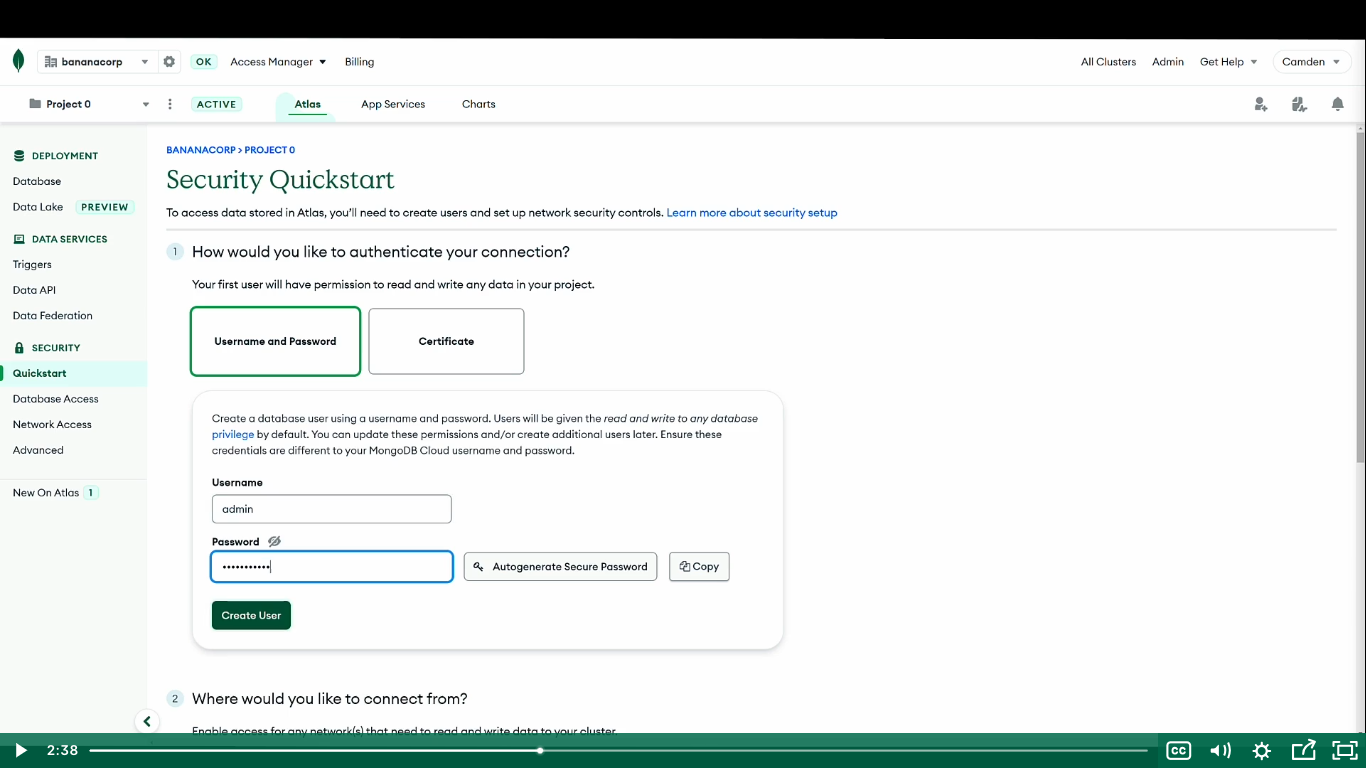 bananacorp
OK
Access Manager
Billing
All Clusters
Admin
Get Help
Camden
Project 0
ACTIVE
Atlas
App Services
Charts
DEPLOYMENT
Database
Data Lake PREVIEW
DATA SERVICES
Triggers
Data API
Data Federation
SECURITY
Quickstart
Database Access
Network Access
Advanced
New On Atlas 1
BANANACORP > PROJECT 0
Security Quickstart
To access data stored in Atlas, you'll need to create users and set up network security controls. Learn more about security setup
1 How would you like to authenticate your connection?
Your first user will have permission to read and write any data in your project.
Username and Password
Certificate
Create a database user using a username and password. Users will be given the read and write to any database
privilege by default. You can update these permissions and/or create additional users later. Ensure these
credentials are different to your MongoDB Cloud username and password.
Username
admin
Password
•••••••••••
Autogenerate Secure Password
Copy
Create User
2 Where would you like to connect from?
Enable access for any network(s) that need to read and write data to your cluster.
2:38
CC